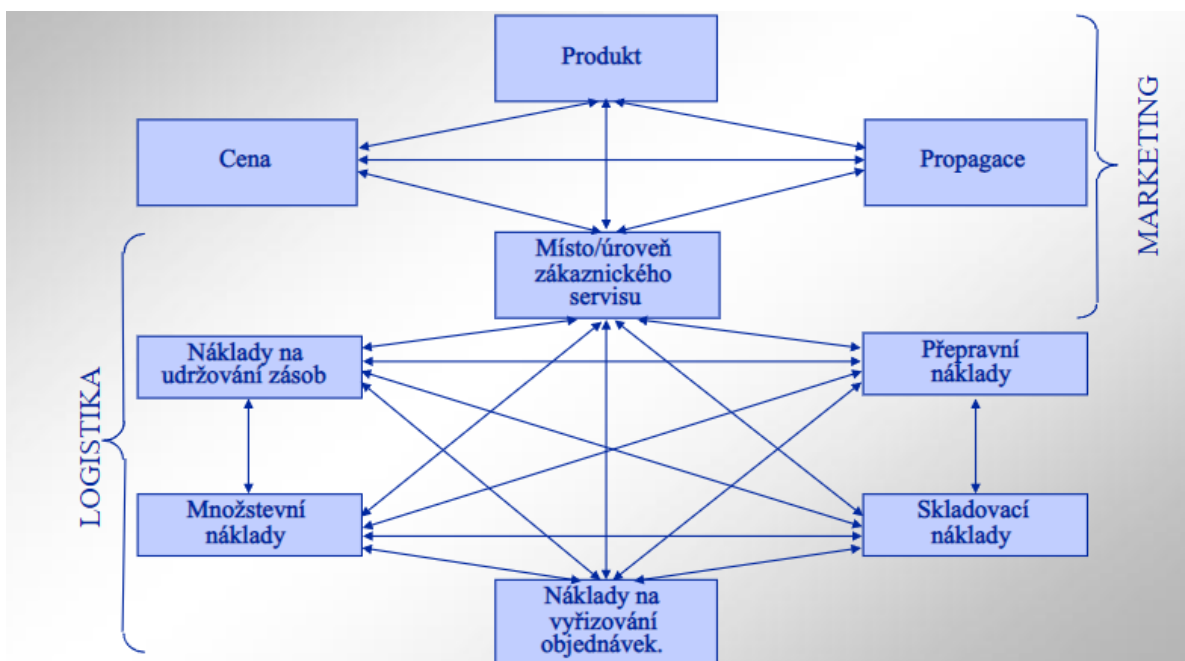 Produkt
Cena
Propagace
MARKETING
Místo/úroveň
zákaznického
servisu
LOGISTIKA
Náklady na
udržování zásob
Přepravní
náklady
Množstevní
náklady
Skladovací
náklady
Náklady na
vyřizování
objednávek.